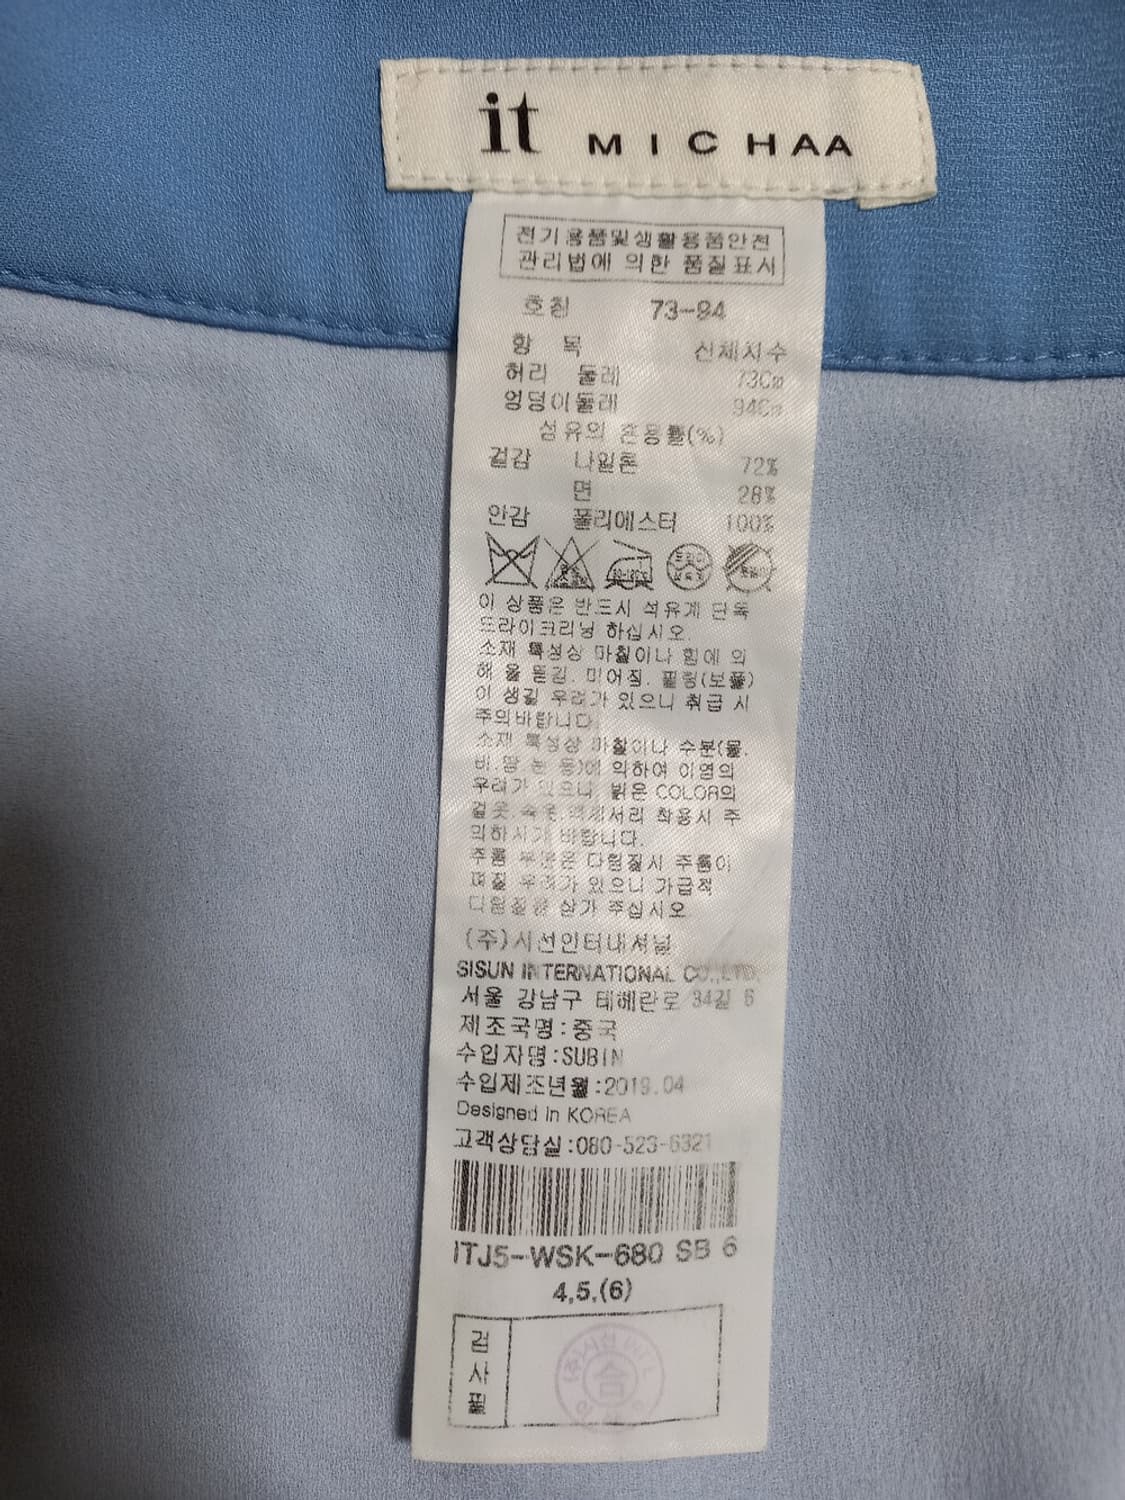 it MICHAA
전기용품및생활용품안전
관리법에 의한 품질표시
호칭 73-94
항 목 신체치수
허리 둘레 73Cm
엉덩이둘레 94Cm
섬유의 혼용률(%)
겉감 나일론 72%
면 28%
안감 폴리에스터 100%
이 상품은 반드시 석유계 단독
드라이크리닝 하십시오.
소재 특성상 마찰이나 힘에 의
해 올 뜯김, 미어짐, 필링(보풀)
이 생길 우려가 있으니 취급 시
주의바랍니다.
소재 특성상 마찰이나 수분(물,
비,땀 눈 등)에 의하여 이염의
우려가 있으니, 밝은 COLOR의
겉옷,속옷,액세서리 착용시 주
의하시기 바랍니다.
주름 부분은 다림질시 주름이
펴질 우려가 있으니 가급적
다림질을 삼가 주십시오.
(주)시선인터내셔널
SISUN INTERNATIONAL CO.,LTD.
서울 강남구 테헤란로 34길 6
제조국명:중국
수입자명:SUBIN
수입제조년월:2019.04
Designed in KOREA
고객상담실:080-523-6321
ITJ5-WSK-680 SB 6
4,5,(6)
검
사
필
(주)시선 INT'L
合